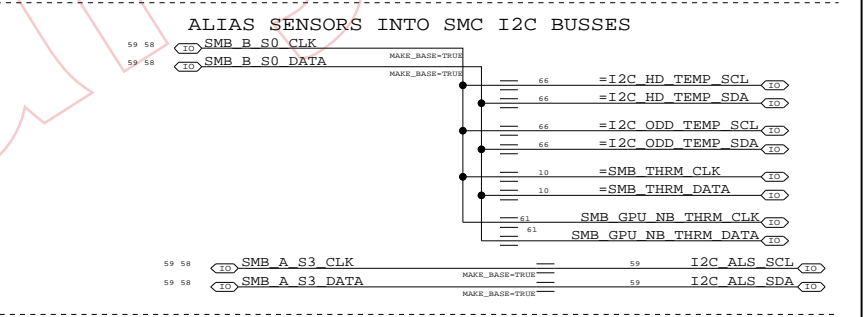 ALIAS SENSORS INTO SMC I2C BUSSES
59 58 IO SMB_B_S0_CLK MAKE_BASE=TRUE
59 58 IO SMB_B_S0_DATA MAKE_BASE=TRUE
66 =I2C_HD_TEMP_SCL IO
66 =I2C_HD_TEMP_SDA IO
66 =I2C_ODD_TEMP_SCL IO
66 =I2C_ODD_TEMP_SDA IO
10 =SMB_THRM_CLK IO
10 =SMB_THRM_DATA IO
61 SMB_GPU_NB_THRM_CLK IO
61 SMB_GPU_NB_THRM_DATA IO
59 58 IO SMB_A_S3_CLK MAKE_BASE=TRUE 59 I2C_ALS_SCL IO
59 58 IO SMB_A_S3_DATA MAKE_BASE=TRUE 59 I2C_ALS_SDA IO